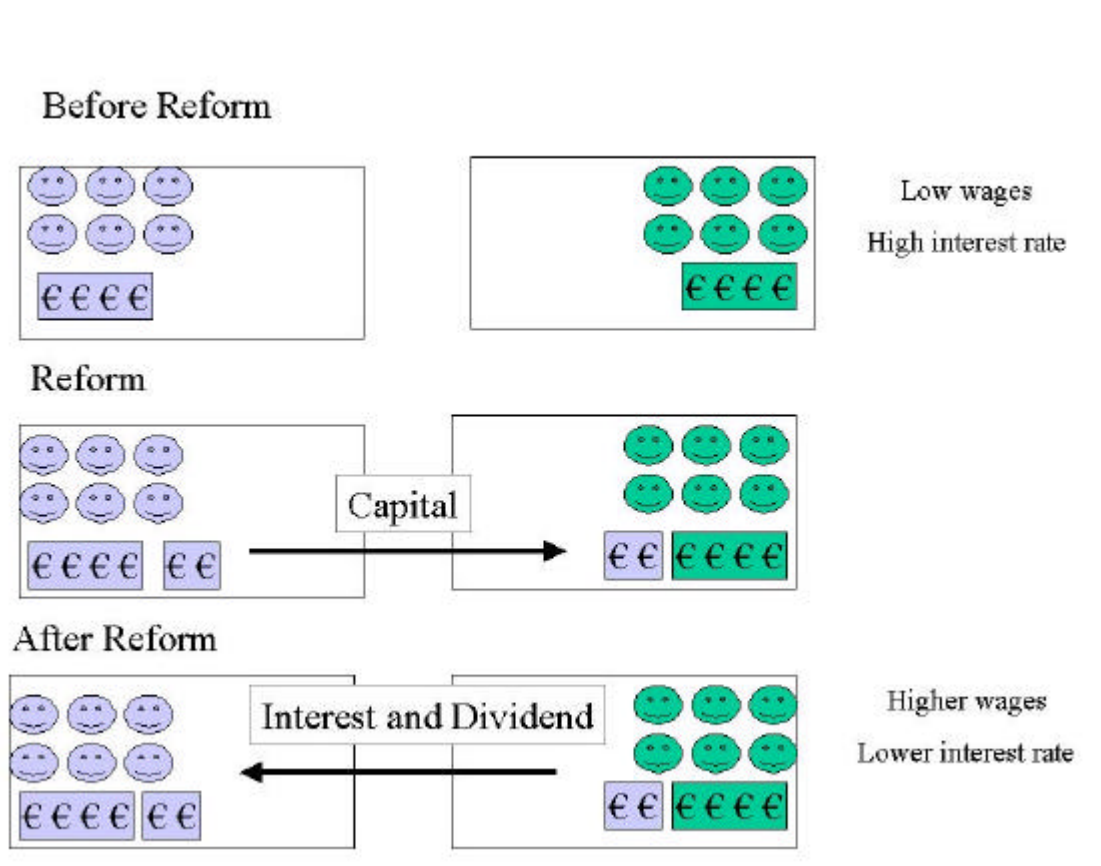 Before Reform
Low wages
High interest rate
€ € € €
€ € € €
Reform
Capital
€ € € €
€ €
€ €
€ € € €
After Reform
Interest and Dividend
Higher wages
Lower interest rate
€ € € €
€ €
€ €
€ € € €